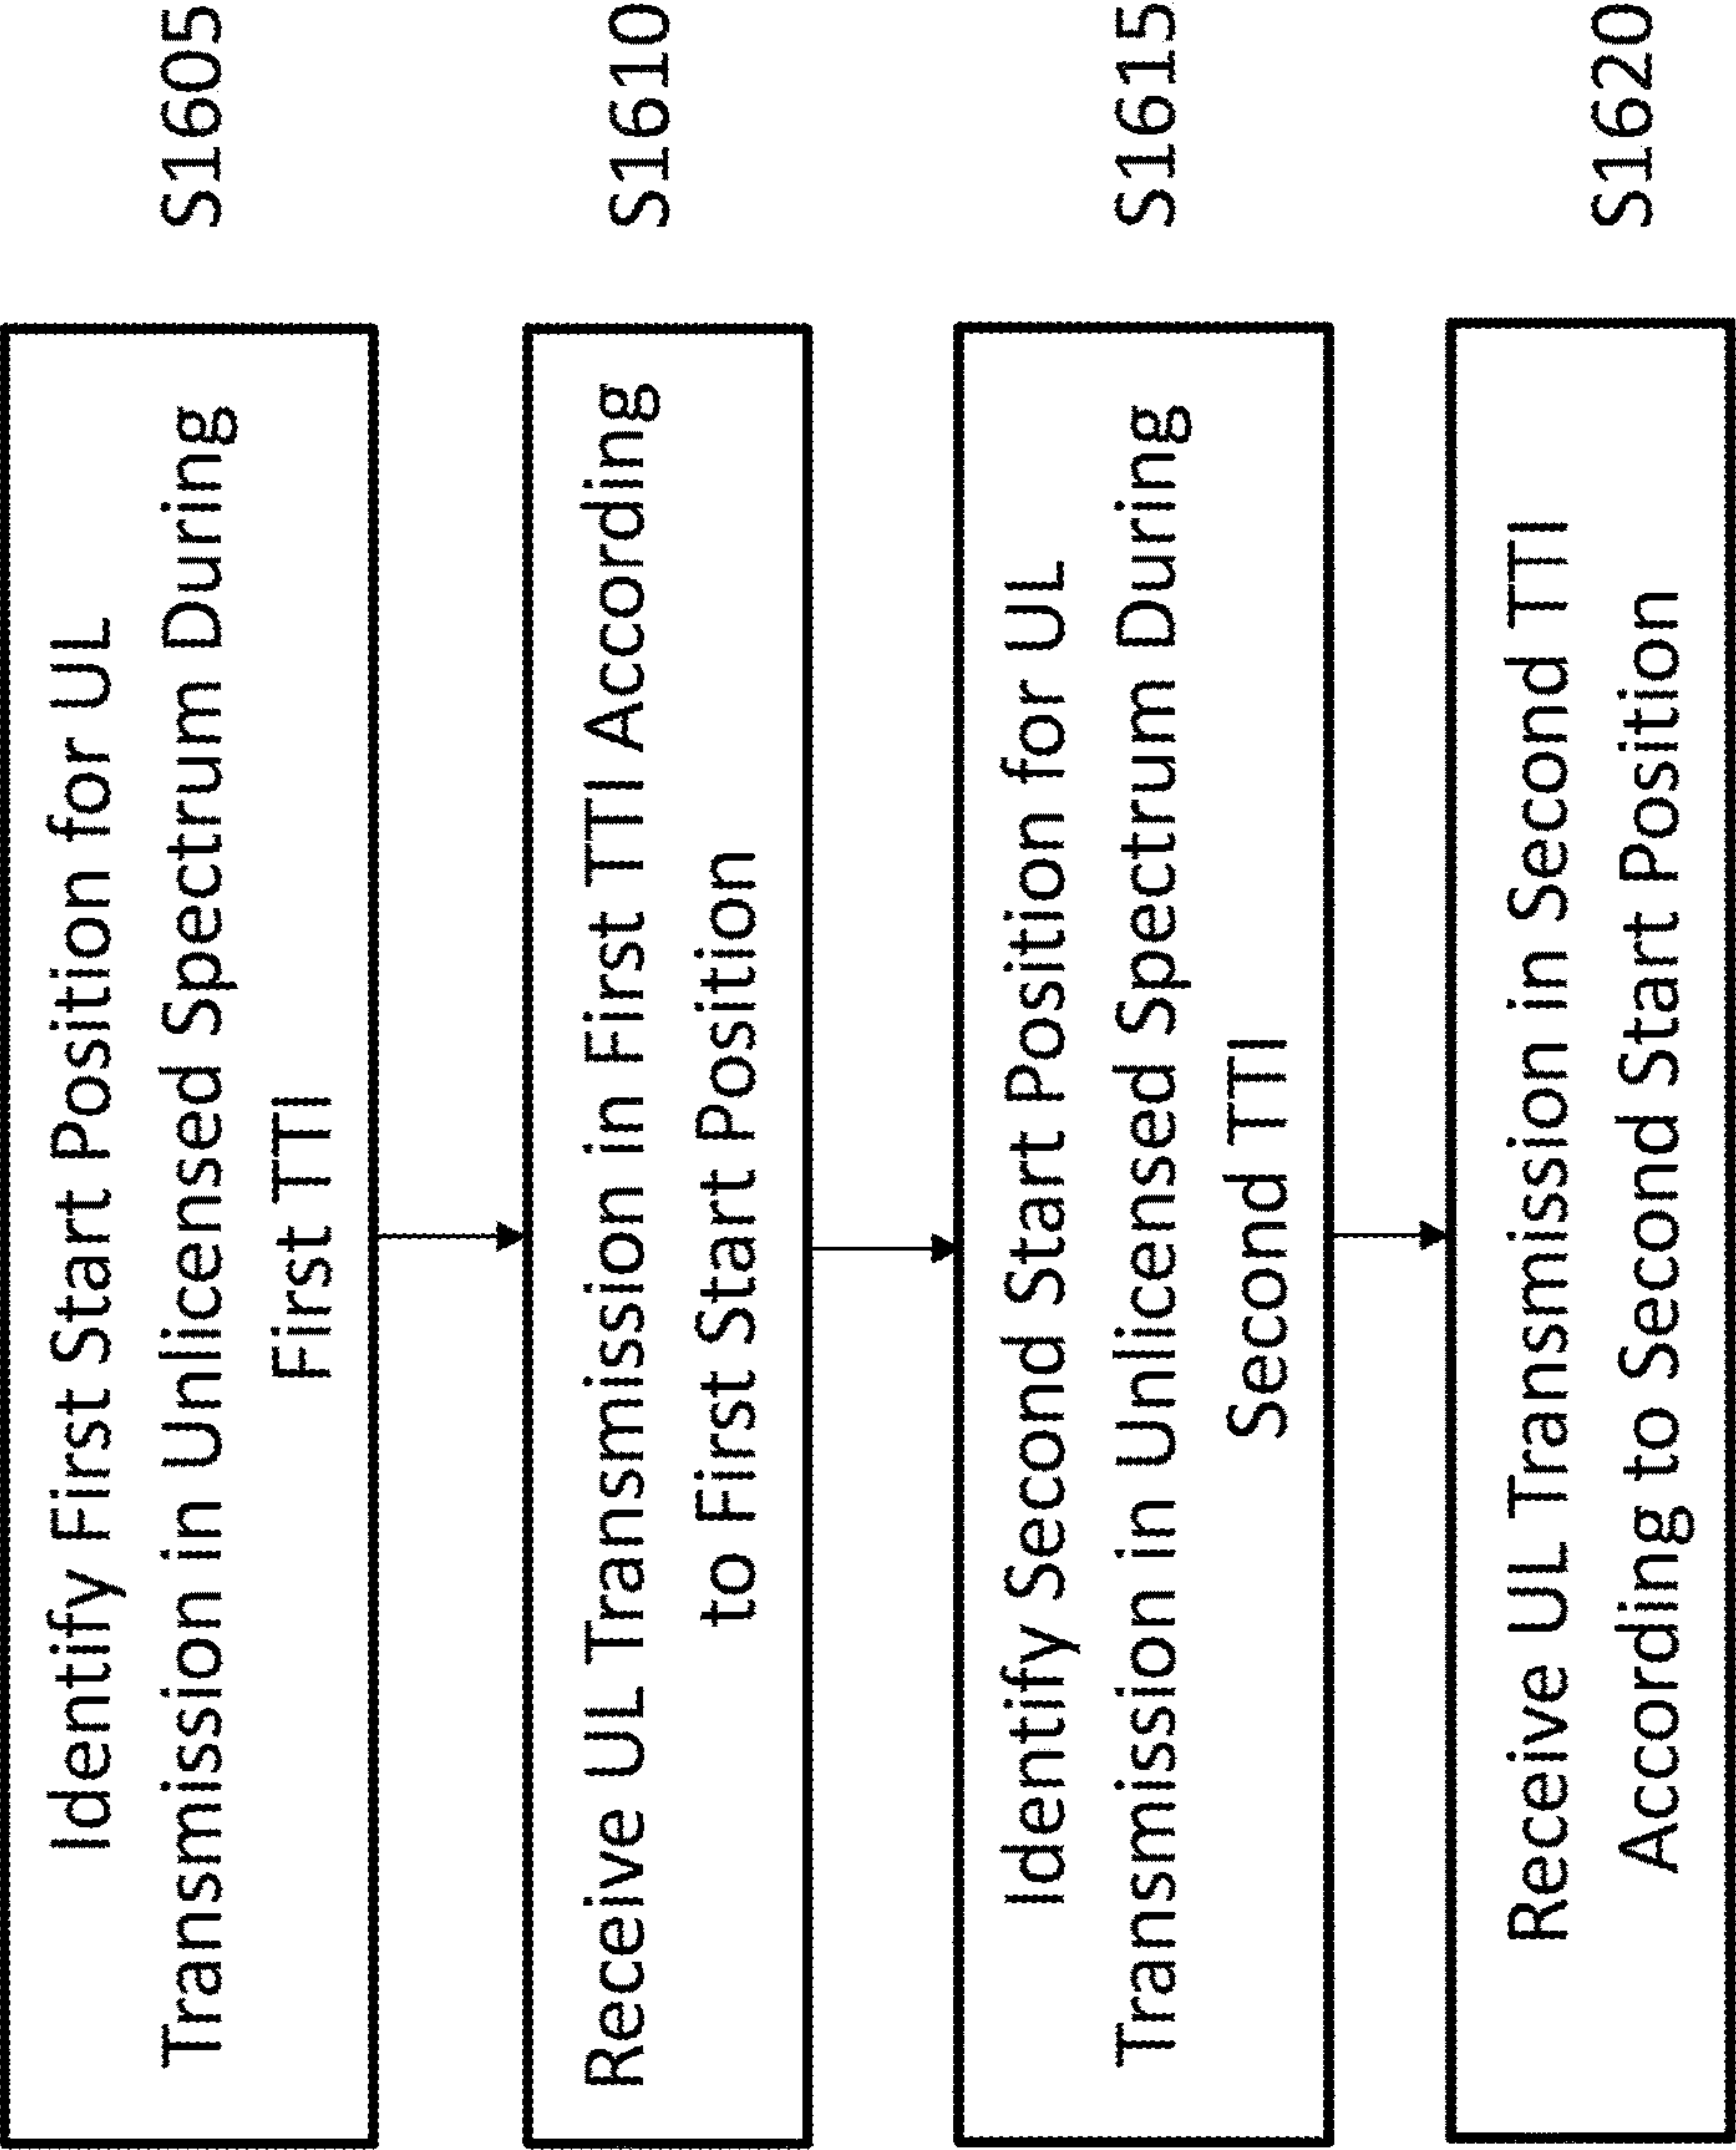 Identify First Start Position for UL
Transmission in Unlicensed Spectrum During
First TTI
S1605
Receive UL Transmission in First TTI According
to First Start Position
S1610
Identify Second Start Position for UL
Transmission in Unlicensed Spectrum During
Second TTI
S1615
Receive UL Transmission in Second TTI
According to Second Start Position
S1620